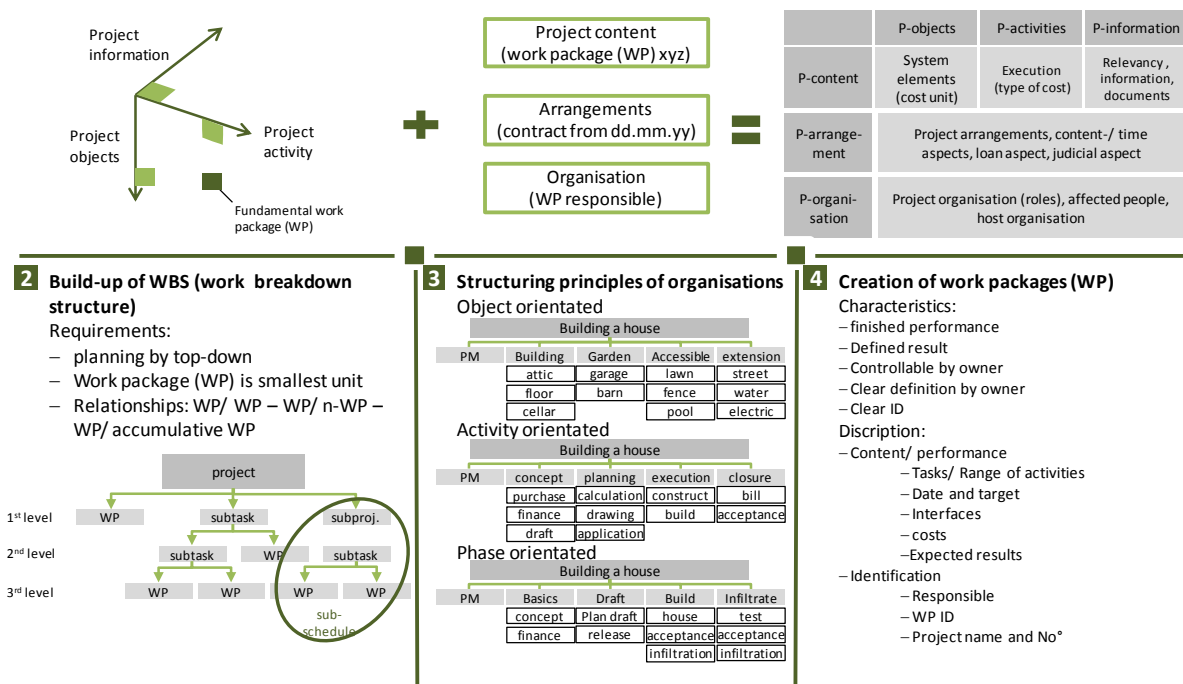 Project
information
Project
objects
Project
activity
Fundamental work
package (WP)
Project content
(work package (WP) xyz)
Arrangements
(contract from dd.mm.yy)
Organisation
(WP responsible)
P-objects P-activities P-information
P-content
System
elements
(cost unit)
Execution
(type of cost)
Relevancy ,
information,
documents
P-arrange-
ment
Project arrangements, content-/ time
aspects, loan aspect, judicial aspect
P-organi-
sation
Project organisation (roles), affected people,
host organisation
2 Build-up of WBS (work breakdown
structure)
Requirements:
– planning by top-down
– Work package (WP) is smallest unit
– Relationships: WP/ WP – WP/ n-WP –
WP/ accumulative WP
project
1st level WP subtask subproj.
2nd level subtask WP subtask
3rd level WP WP WP WP
sub-
schedule
3 Structuring principles of organisations
Object orientated
Building a house
PM Building Garden Accessible extension
attic garage lawn street
floor barn fence water
cellar pool electric
Activity orientated
Building a house
PM concept planning execution closure
purchase calculation construct bill
finance drawing build acceptance
draft application
Phase orientated
Building a house
PM Basics Draft Build Infiltrate
concept Plan draft house test
finance release acceptance acceptance
infiltration infiltration
4 Creation of work packages (WP)
Characteristics:
– finished performance
– Defined result
– Controllable by owner
– Clear definition by owner
– Clear ID
Discription:
– Content/ performance
– Tasks/ Range of activities
– Date and target
– Interfaces
– costs
–Expected results
– Identification
– Responsible
– WP ID
– Project name and No°